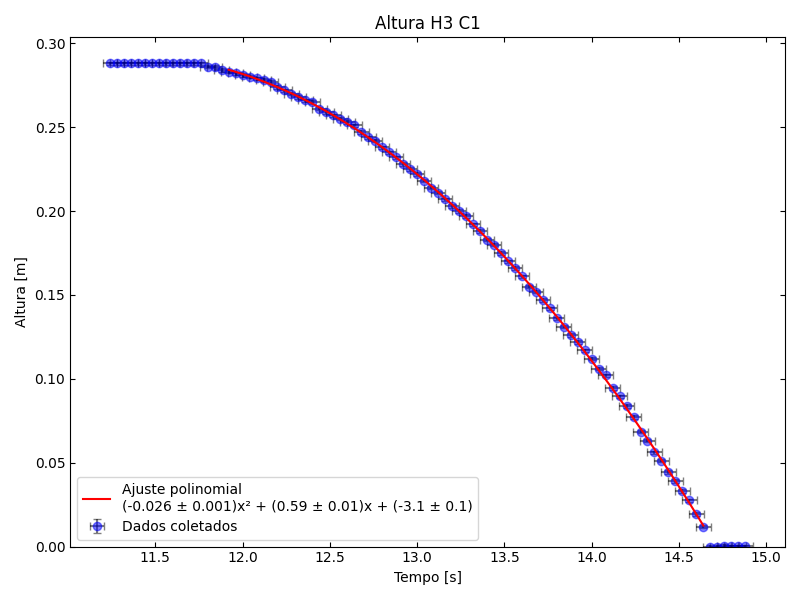 Altura H3 C1
0.30
0.25
0.20
0.15
0.10
0.05
0.00
Altura [m]
Ajuste polinomial
(-0.026 ± 0.001)x² + (0.59 ± 0.01)x + (-3.1 ± 0.1)
Dados coletados
11.5 12.0 12.5 13.0 13.5 14.0 14.5 15.0
Tempo [s]